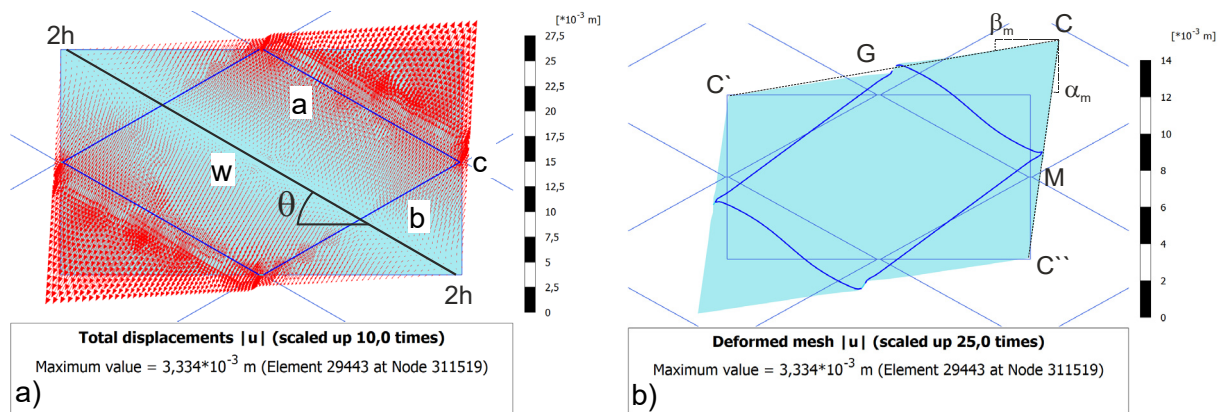 2h
a
w
c
θ
b
2h
[*10⁻³ m]
27,5
25
22,5
20
17,5
15
12,5
10
7,5
5
2,5
0
Total displacements |u| (scaled up 10,0 times)
Maximum value = 3,334*10⁻³ m (Element 29443 at Node 311519)
a)
βm
C
G
C`
αm
M
C``
[*10⁻³ m]
14
12
10
8
6
4
2
0
Deformed mesh |u| (scaled up 25,0 times)
Maximum value = 3,334*10⁻³ m (Element 29443 at Node 311519)
b)